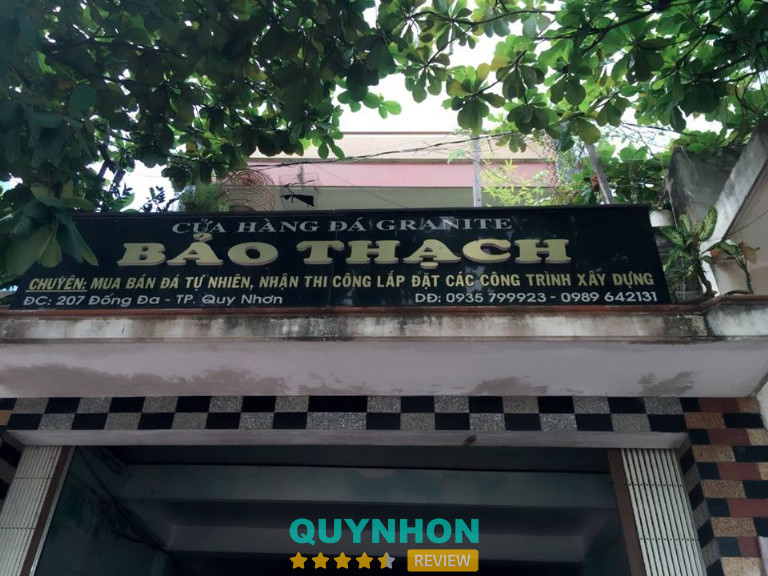 CỬA HÀNG ĐÁ GRANITE
BẢO THẠCH
CHUYÊN: MUA BÁN ĐÁ TỰ NHIÊN, NHẬN THI CÔNG LẮP ĐẶT CÁC CÔNG TRÌNH XÂY DỰNG
ĐC: 207 Đống Đa - TP. Quy Nhơn DĐ: 0935 799923 - 0989 642131
QUYNHON
REVIEW